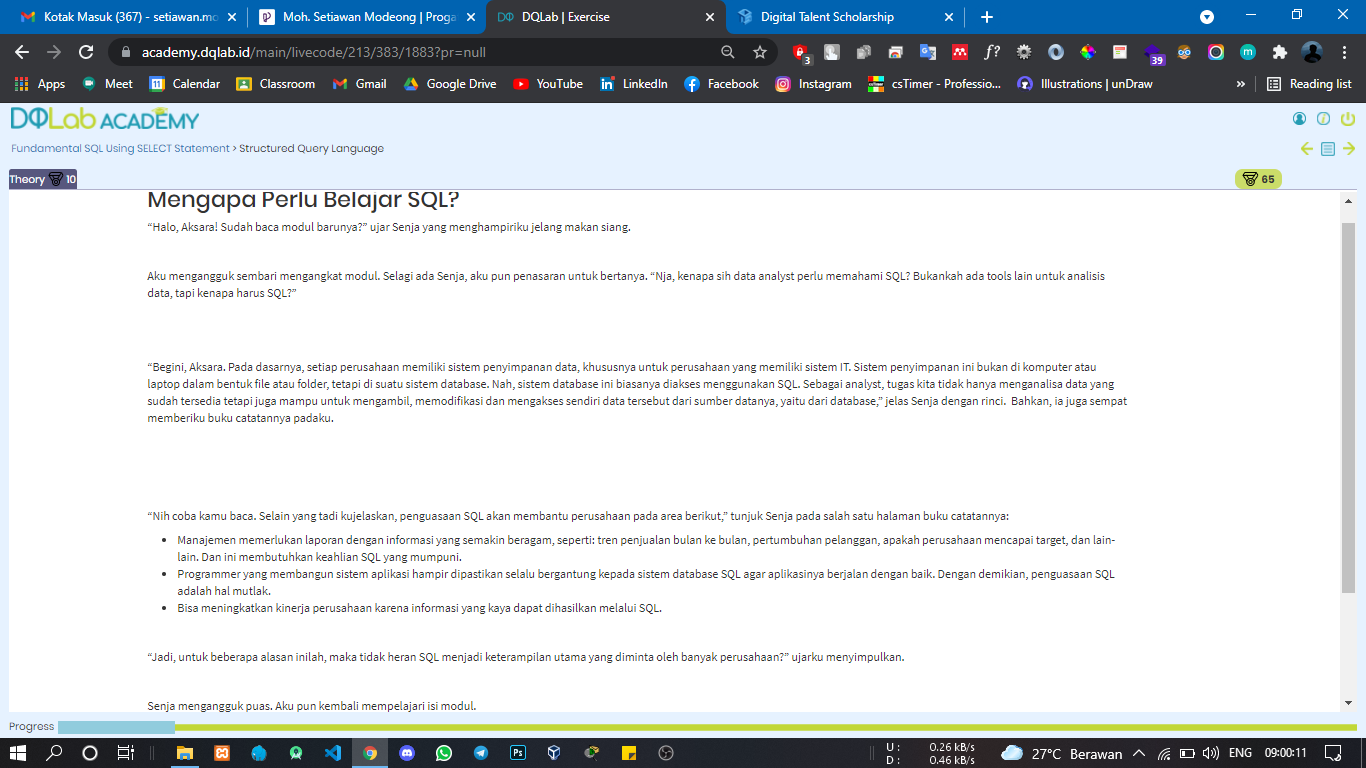 Kotak Masuk (367) - setiawan.mo
Moh. Setiawan Modeong | Proga
DQLab | Exercise
Digital Talent Scholarship
academy.dqlab.id/main/livecode/213/383/1883?pr=null
3
39
Apps
Meet
Calendar
Classroom
Gmail
Google Drive
YouTube
LinkedIn
Facebook
Instagram
csTimer - Professio...
Illustrations | unDraw
»
Reading list
DQLab ACADEMY
Fundamental SQL Using SELECT Statement > Structured Query Language
Theory 10
65
Mengapa Perlu Belajar SQL?
“Halo, Aksara! Sudah baca modul barunya?” ujar Senja yang menghampiriku jelang makan siang.
Aku mengangguk sembari mengangkat modul. Selagi ada Senja, aku pun penasaran untuk bertanya. “Nja, kenapa sih data analyst perlu memahami SQL? Bukankah ada tools lain untuk analisis
data, tapi kenapa harus SQL?”
“Begini, Aksara. Pada dasarnya, setiap perusahaan memiliki sistem penyimpanan data, khususnya untuk perusahaan yang memiliki sistem IT. Sistem penyimpanan ini bukan di komputer atau
laptop dalam bentuk file atau folder, tetapi di suatu sistem database. Nah, sistem database ini biasanya diakses menggunakan SQL. Sebagai analyst, tugas kita tidak hanya menganalisa data yang
sudah tersedia tetapi juga mampu untuk mengambil, memodifikasi dan mengakses sendiri data tersebut dari sumber datanya, yaitu dari database,” jelas Senja dengan rinci.  Bahkan, ia juga sempat
memberiku buku catatannya padaku.
“Nih coba kamu baca. Selain yang tadi kujelaskan, penguasaan SQL akan membantu perusahaan pada area berikut,” tunjuk Senja pada salah satu halaman buku catatannya:
• Manajemen memerlukan laporan dengan informasi yang semakin beragam, seperti: tren penjualan bulan ke bulan, pertumbuhan pelanggan, apakah perusahaan mencapai target, dan lain-
lain. Dan ini membutuhkan keahlian SQL yang mumpuni.
• Programmer yang membangun sistem aplikasi hampir dipastikan selalu bergantung kepada sistem database SQL agar aplikasinya berjalan dengan baik. Dengan demikian, penguasaan SQL
adalah hal mutlak.
• Bisa meningkatkan kinerja perusahaan karena informasi yang kaya dapat dihasilkan melalui SQL.
“Jadi, untuk beberapa alasan inilah, maka tidak heran SQL menjadi keterampilan utama yang diminta oleh banyak perusahaan?” ujarku menyimpulkan.
Senja mengangguk puas. Aku pun kembali mempelajari isi modul.
Progress
U : 0.26 kB/s
D : 0.46 kB/s
27°C Berawan
ENG
09:00:11